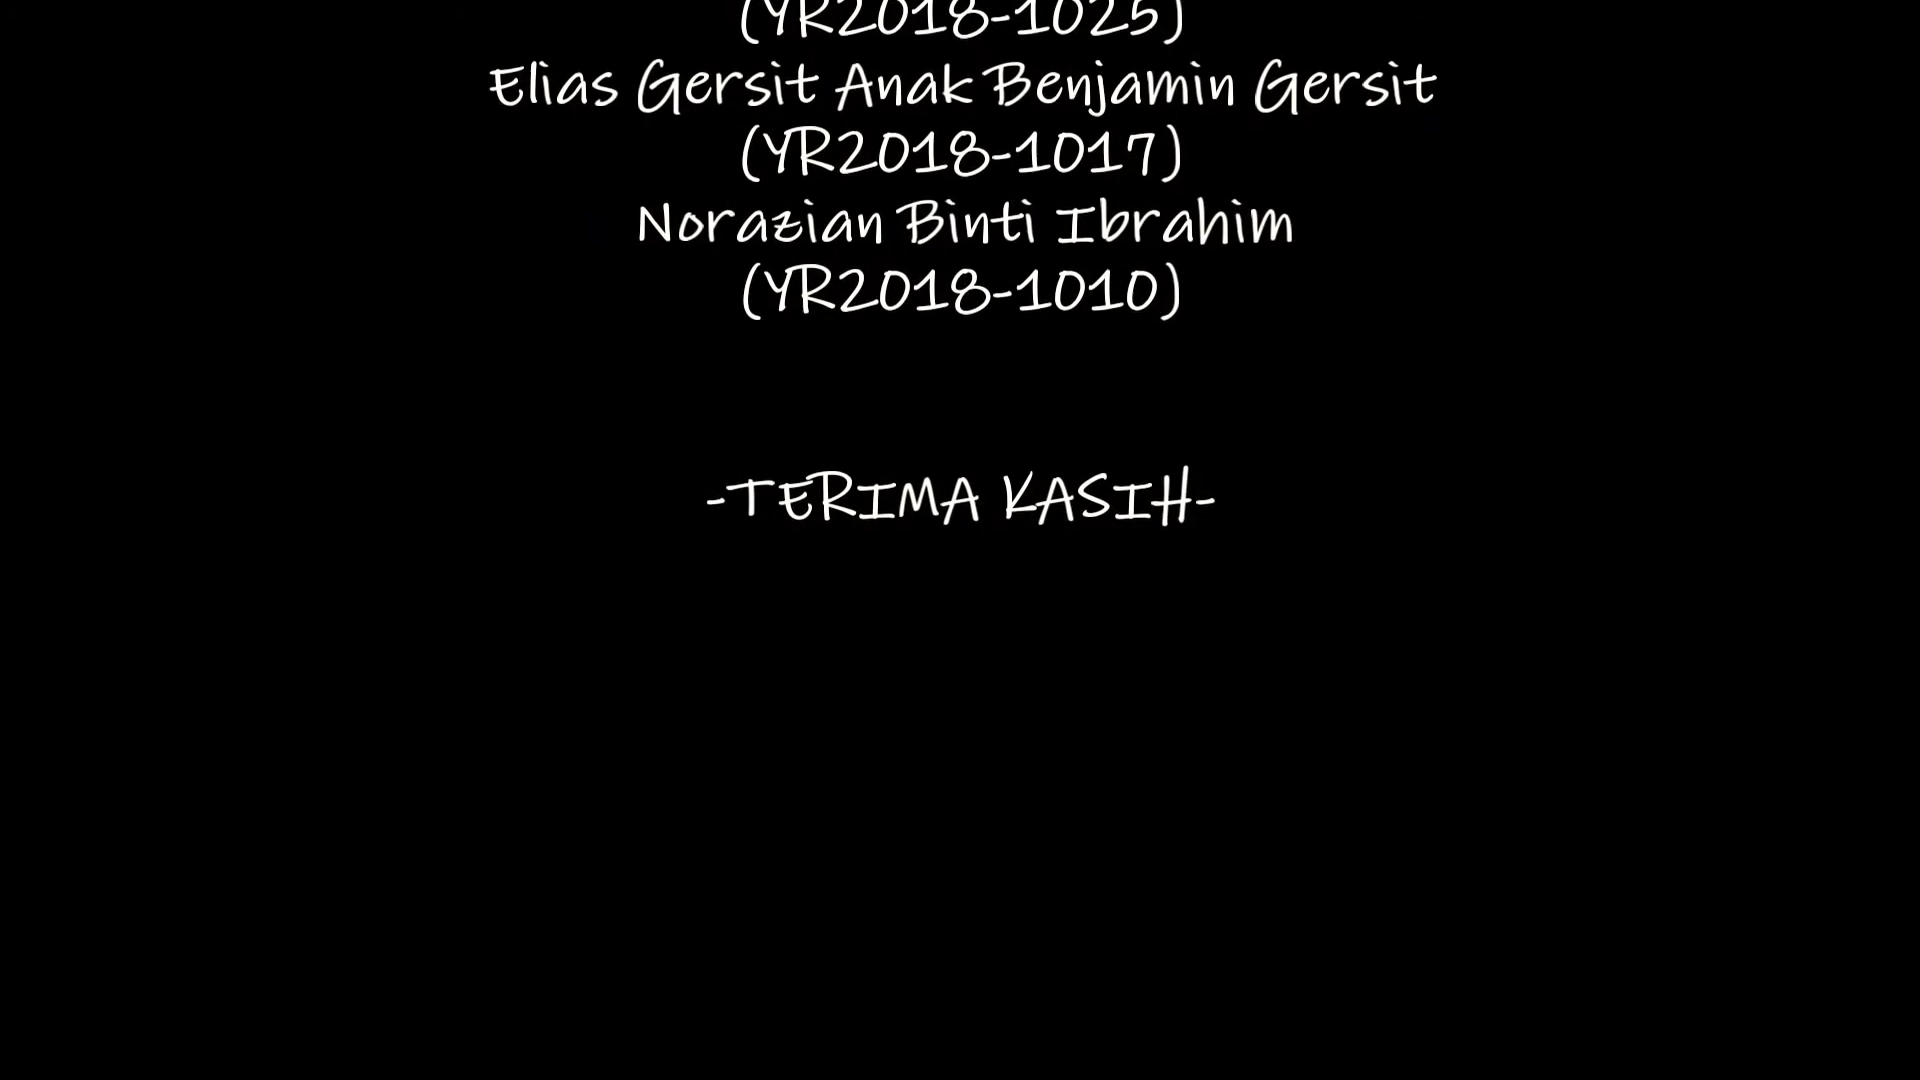 (YR2018-1025)
Elias Gersit Anak Benjamin Gersit
(YR2018-1017)
Norazian Binti Ibrahim
(YR2018-1010)
-TERIMA KASIH-